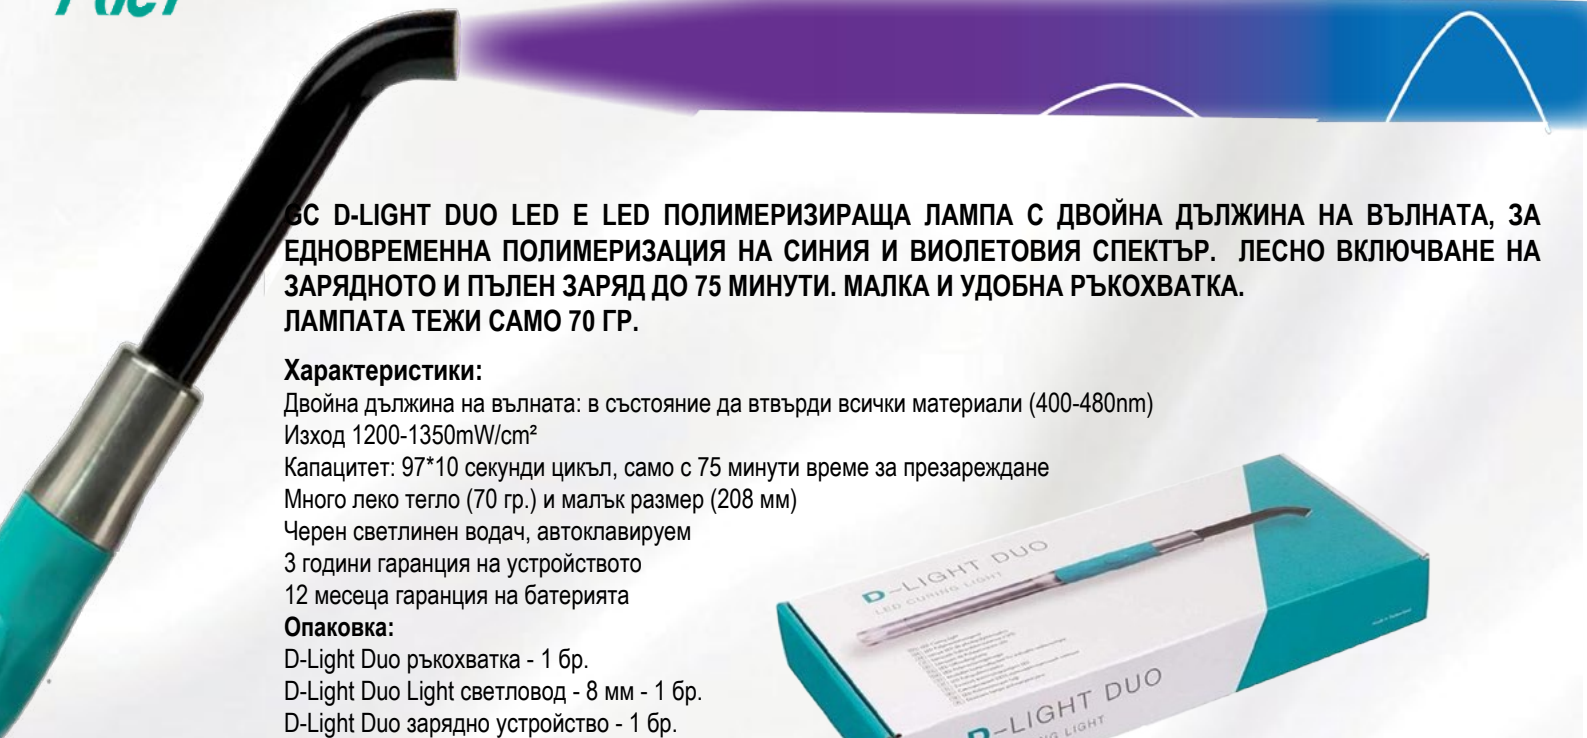 GC D-LIGHT DUO LED Е LED ПОЛИМЕРИЗИРАЩА ЛАМПА С ДВОЙНА ДЪЛЖИНА НА ВЪЛНАТА, ЗА
ЕДНОВРЕМЕННА ПОЛИМЕРИЗАЦИЯ НА СИНИЯ И ВИОЛЕТОВИЯ СПЕКТЪР. ЛЕСНО ВКЛЮЧВАНЕ НА
ЗАРЯДНОТО И ПЪЛЕН ЗАРЯД ДО 75 МИНУТИ. МАЛКА И УДОБНА РЪКОХВАТКА.
ЛАМПАТА ТЕЖИ САМО 70 ГР.
Характеристики:
Двойна дължина на вълната: в състояние да втвърди всички материали (400-480nm)
Изход 1200-1350mW/cm²
Капацитет: 97*10 секунди цикъл, само с 75 минути време за презареждане
Много леко тегло (70 гр.) и малък размер (208 мм)
Черен светлинен водач, автоклавируем
3 години гаранция на устройството
12 месеца гаранция на батерията
Опаковка:
D-Light Duo ръкохватка - 1 бр.
D-Light Duo Light световод - 8 мм - 1 бр.
D-Light Duo зарядно устройство - 1 бр.
D-LIGHT DUO
LED CURING LIGHT
D-LIGHT DUO
LIGHT